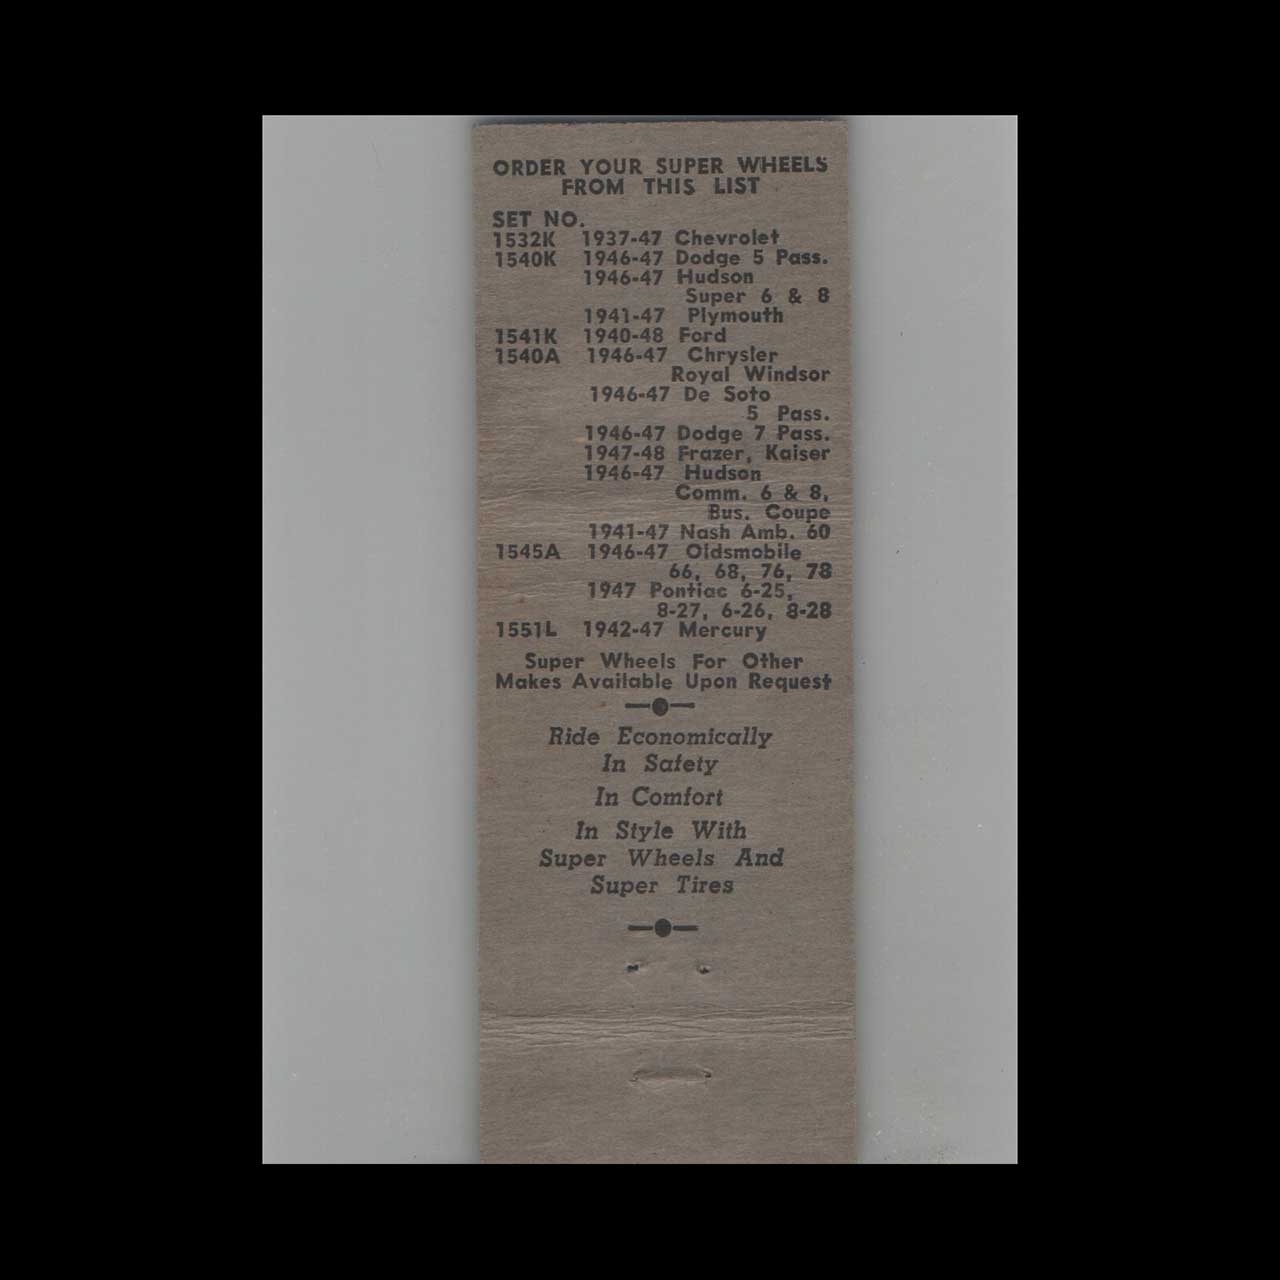 ORDER YOUR SUPER WHEELS
FROM THIS LIST
SET NO.
1532K 1937-47 Chevrolet
1540K 1946-47 Dodge 5 Pass.
1946-47 Hudson
Super 6 & 8
1941-47 Plymouth
1541K 1940-48 Ford
1540A 1946-47 Chrysler
Royal Windsor
1946-47 De Soto
5 Pass.
1946-47 Dodge 7 Pass.
1947-48 Frazer, Kaiser
1946-47 Hudson
Comm. 6 & 8,
Bus. Coupe
1941-47 Nash Amb. 60
1545A 1946-47 Oldsmobile
66, 68, 76, 78
1947 Pontiac 6-25,
8-27, 6-26, 8-28
1551L 1942-47 Mercury
Super Wheels For Other
Makes Available Upon Request
Ride Economically
In Safety
In Comfort
In Style With
Super Wheels And
Super Tires